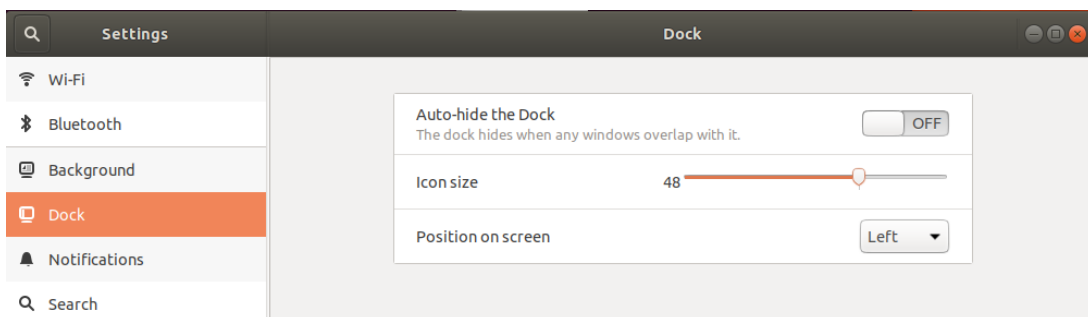 Settings
Dock
Wi-Fi
Bluetooth
Background
Dock
Notifications
Search
Auto-hide the Dock
The dock hides when any windows overlap with it.
OFF
Icon size
48
Position on screen
Left